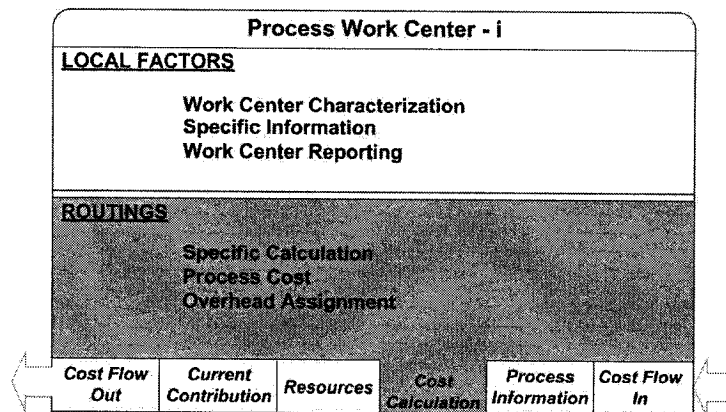 Process Work Center - i
LOCAL FACTORS
Work Center Characterization
Specific Information
Work Center Reporting
ROUTINGS
Specific Calculation
Process Cost
Overhead Assignment
Cost Flow
Out
Current
Contribution
Resources
Cost
Calculation
Process
Information
Cost Flow
In